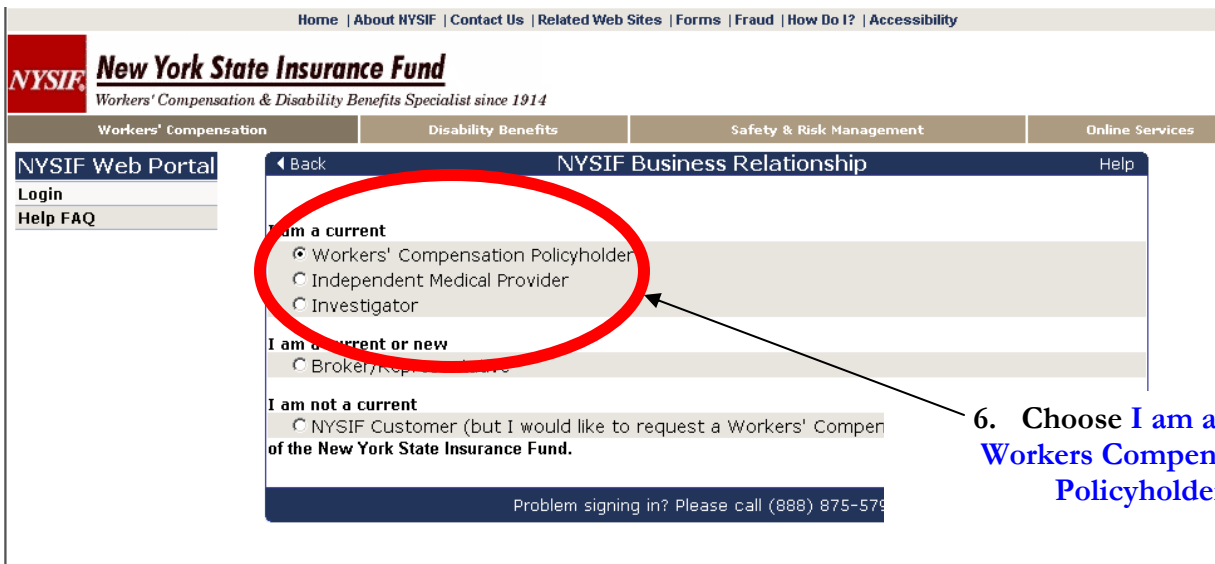 Home | About NYSIF | Contact Us | Related Web Sites | Forms | Fraud | How Do I? | Accessibility
NYSIF
New York State Insurance Fund
Workers' Compensation & Disability Benefits Specialist since 1914
Workers' Compensation Disability Benefits Safety & Risk Management Online Services
NYSIF Web Portal
Login
Help FAQ
Back NYSIF Business Relationship Help
I am a current
Workers' Compensation Policyholder
Independent Medical Provider
Investigator
I am a current or new
Broker/Representative
I am not a current
NYSIF Customer (but I would like to request a Workers' Compen
of the New York State Insurance Fund.
Problem signing in? Please call (888) 875-579
6. Choose I am a
Workers Compen
Policyholder